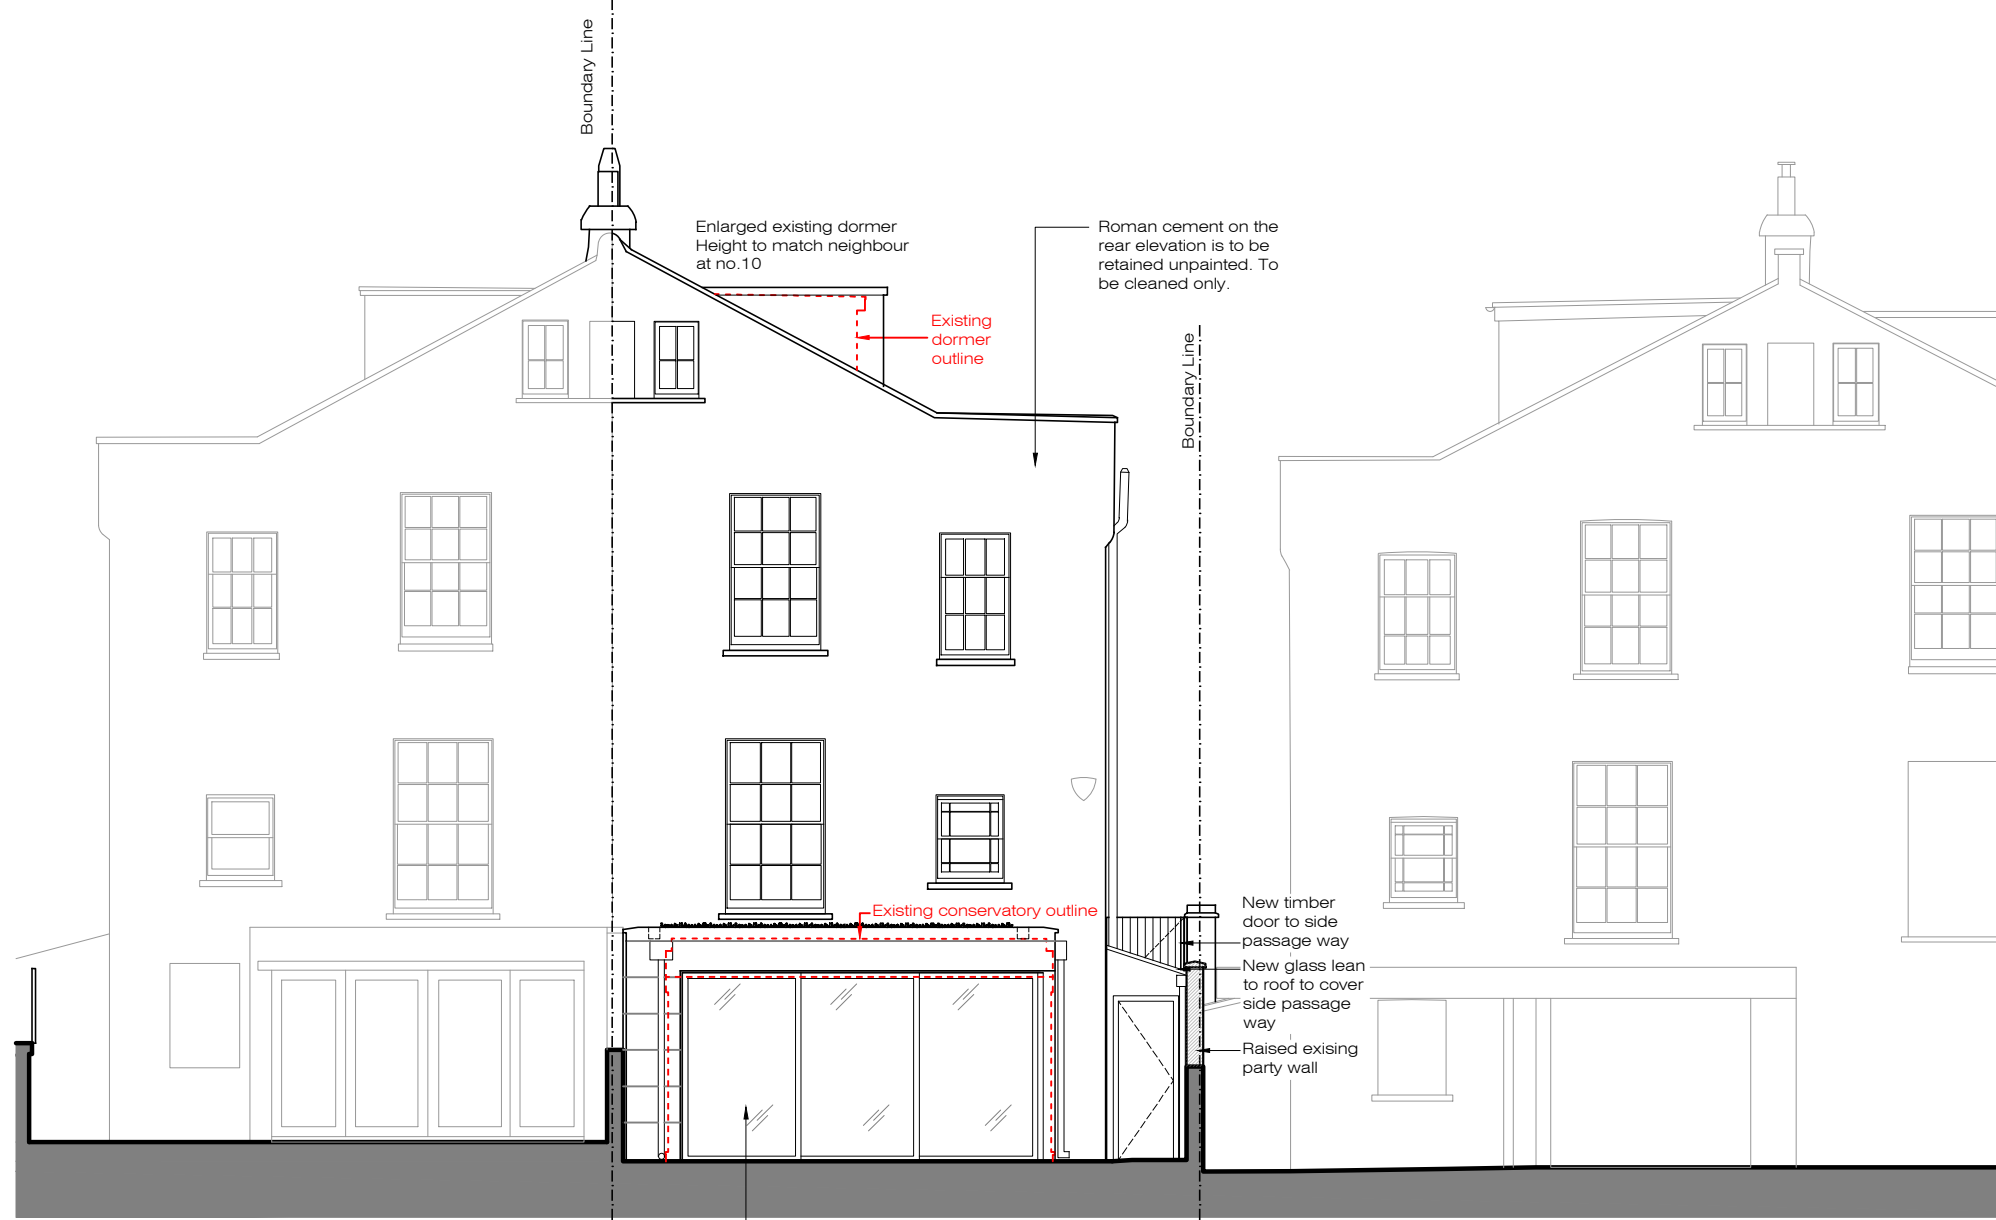 Boundary Line
Enlarged existing dormer
Height to match neighbour
at no.10
Roman cement on the
rear elevation is to be
retained unpainted. To
be cleaned only.
Existing
dormer
outline
Boundary Line
Existing conservatory outline
New timber
door to side
passage way
New glass lean
to roof to cover
side passage
way
Raised exising
party wall